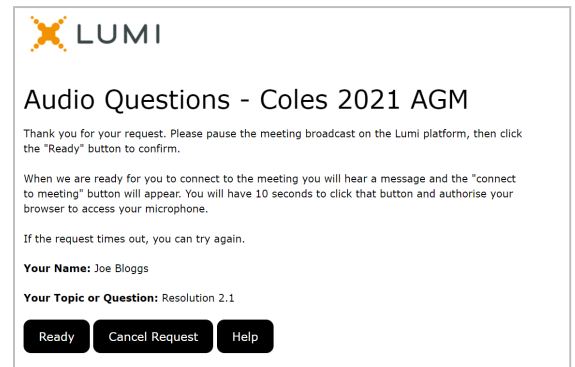 LUMI
Audio Questions - Coles 2021 AGM
Thank you for your request. Please pause the meeting broadcast on the Lumi platform, then click
the "Ready" button to confirm.
When we are ready for you to connect to the meeting you will hear a message and the "connect
to meeting" button will appear. You will have 10 seconds to click that button and authorise your
browser to access your microphone.
If the request times out, you can try again.
Your Name: Joe Bloggs
Your Topic or Question: Resolution 2.1
Ready Cancel Request Help